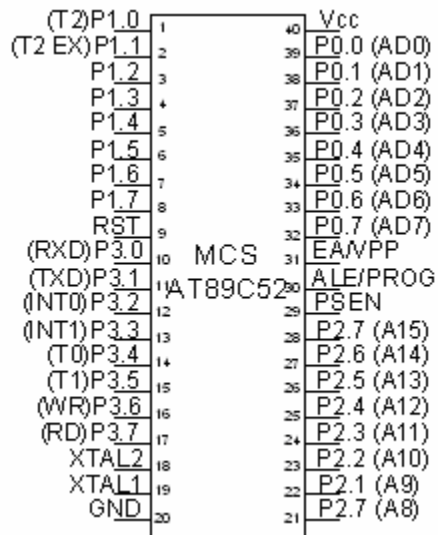 (T2)P1.0 1 40 Vcc
(T2 EX)P1.1 2 39 P0.0 (AD0)
P1.2 3 38 P0.1 (AD1)
P1.3 4 37 P0.2 (AD2)
P1.4 5 36 P0.3 (AD3)
P1.5 6 35 P0.4 (AD4)
P1.6 7 34 P0.5 (AD5)
P1.7 8 33 P0.6 (AD6)
RST 9 32 P0.7 (AD7)
(RXD)P3.0 10 MCS 31 EA/VPP
(TXD)P3.1 11 AT89C52 30 ALE/PROG
(INT0)P3.2 12 29 PSEN
(INT1)P3.3 13 28 P2.7 (A15)
(T0)P3.4 14 27 P2.6 (A14)
(T1)P3.5 15 26 P2.5 (A13)
(WR)P3.6 16 25 P2.4 (A12)
(RD)P3.7 17 24 P2.3 (A11)
XTAL2 18 23 P2.2 (A10)
XTAL1 19 22 P2.1 (A9)
GND 20 21 P2.7 (A8)